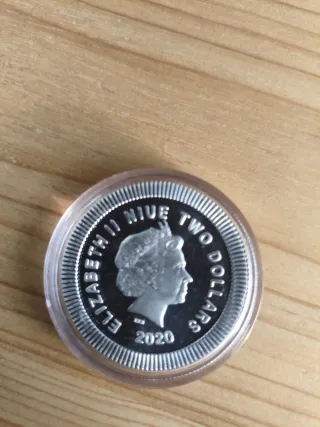 ELIZABETH II NIUE TWO DOLLARS
2020